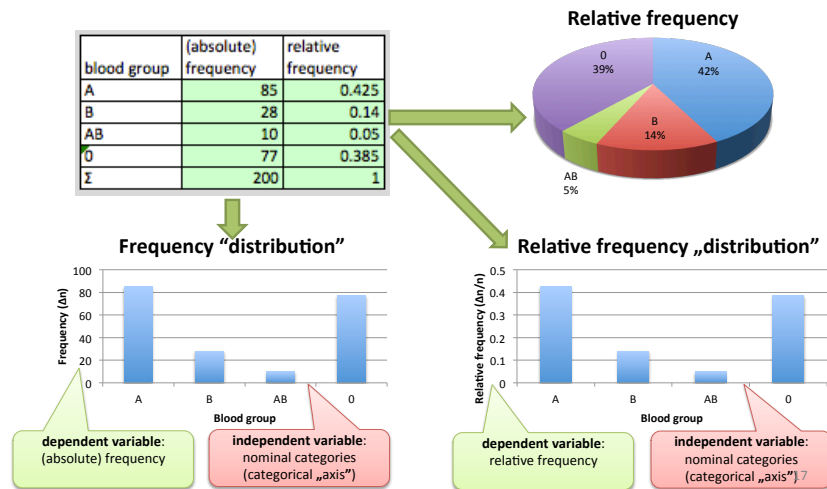 blood group (absolute) frequency relative frequency
A 85 0.425
B 28 0.14
AB 10 0.05
0 77 0.385
Σ 200 1
Relative frequency
0
39%
A
42%
B
14%
AB
5%
Frequency “distribution”
Frequency (Δn)
100
80
60
40
20
0
A B AB 0
Blood group
dependent variable:
(absolute) frequency
independent variable:
nominal categories
(categorical „axis”)
Relative frequency „distribution”
Relative frequency (Δn/n)
0.5
0.4
0.3
0.2
0.1
0
A B AB 0
Blood group
dependent variable:
relative frequency
independent variable:
nominal categories
(categorical „axis”)
17